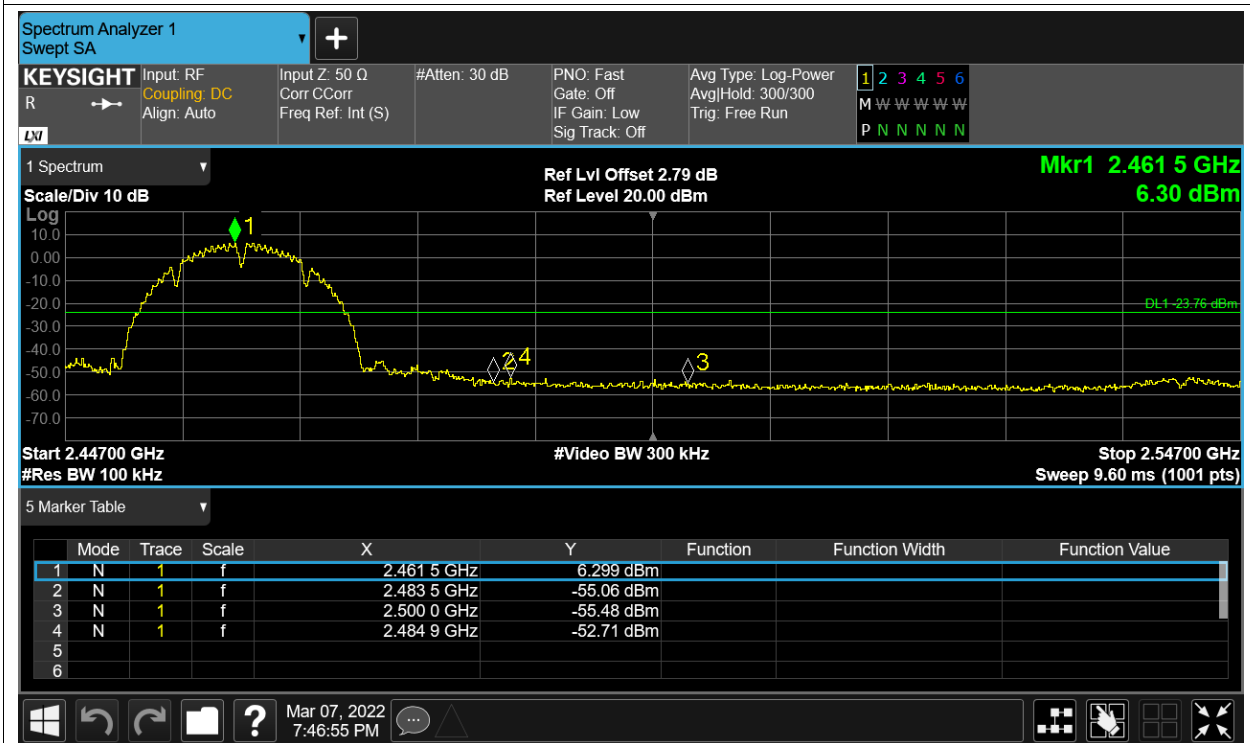 Spectrum Analyzer 1
Swept SA
KEYSIGHT Input: RF Input Z: 50 Ω #Atten: 30 dB PNO: Fast Avg Type: Log-Power 1 2 3 4 5 6
R Coupling: DC Corr CCorr Gate: Off Avg|Hold: 300/300 M W W W W W
Align: Auto Freq Ref: Int (S) IF Gain: Low Trig: Free Run
LXI Sig Track: Off P N N N N N
1 Spectrum Ref Lvl Offset 2.79 dB Mkr1 2.461 5 GHz
Scale/Div 10 dB Ref Level 20.00 dBm 6.30 dBm
Log
1
10.0
0.00
-10.0
-20.0
DL1 -23.76 dBm
-30.0
-40.0
2 4 3
-50.0
-60.0
-70.0
Start 2.44700 GHz #Video BW 300 kHz Stop 2.54700 GHz
#Res BW 100 kHz Sweep 9.60 ms (1001 pts)
5 Marker Table
Mode Trace Scale X Y Function Function Width Function Value
1 N 1 f 2.461 5 GHz 6.299 dBm
2 N 1 f 2.483 5 GHz -55.06 dBm
3 N 1 f 2.500 0 GHz -55.48 dBm
4 N 1 f 2.484 9 GHz -52.71 dBm
5
6
? Mar 07, 2022
7:46:55 PM